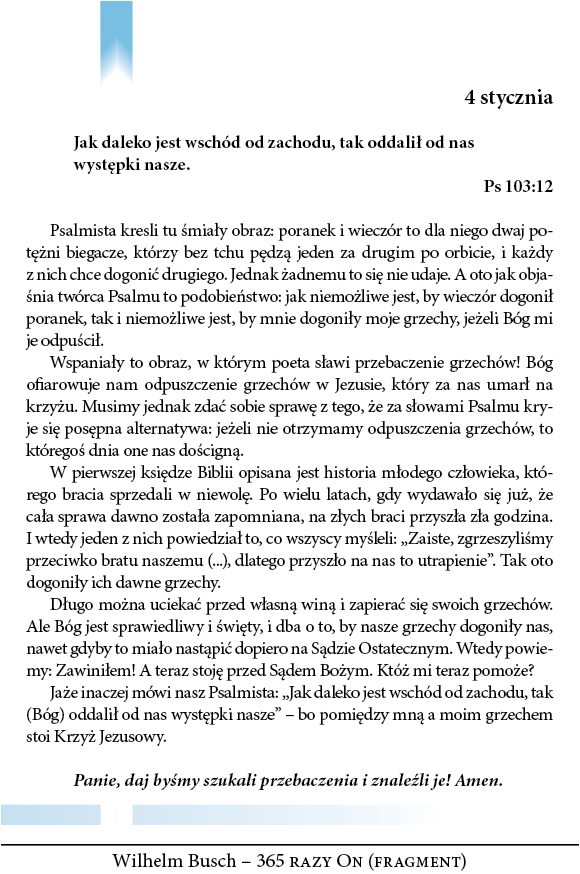 4 stycznia
Jak daleko jest wschód od zachodu, tak oddalił od nas
występki nasze.
Ps 103:12
Psalmista kresli tu śmiały obraz: poranek i wieczór to dla niego dwaj po-
tężni biegacze, którzy bez tchu pędzą jeden za drugim po orbicie, i każdy
z nich chce dogonić drugiego. Jednak żadnemu to się nie udaje. A oto jak obja-
śnia twórca Psalmu to podobieństwo: jak niemożliwe jest, by wieczór dogonił
poranek, tak i niemożliwe jest, by mnie dogoniły moje grzechy, jeżeli Bóg mi
je odpuścił.
Wspaniały to obraz, w którym poeta sławi przebaczenie grzechów! Bóg
ofiarowuje nam odpuszczenie grzechów w Jezusie, który za nas umarł na
krzyżu. Musimy jednak zdać sobie sprawę z tego, że za słowami Psalmu kry-
je się posępna alternatywa: jeżeli nie otrzymamy odpuszczenia grzechów, to
któregoś dnia one nas dościgną.
W pierwszej księdze Biblii opisana jest historia młodego człowieka, któ-
rego bracia sprzedali w niewolę. Po wielu latach, gdy wydawało się już, że
cała sprawa dawno została zapomniana, na złych braci przyszła zła godzina.
I wtedy jeden z nich powiedział to, co wszyscy myśleli: „Zaiste, zgrzeszyliśmy
przeciwko bratu naszemu (...), dlatego przyszło na nas to utrapienie”. Tak oto
dogoniły ich dawne grzechy.
Długo można uciekać przed własną winą i zapierać się swoich grzechów.
Ale Bóg jest sprawiedliwy i święty, i dba o to, by nasze grzechy dogoniły nas,
nawet gdyby to miało nastąpić dopiero na Sądzie Ostatecznym. Wtedy powie-
my: Zawiniłem! A teraz stoję przed Sądem Bożym. Któż mi teraz pomoże?
Jaże inaczej mówi nasz Psalmista: „Jak daleko jest wschód od zachodu, tak
(Bóg) oddalił od nas występki nasze” – bo pomiędzy mną a moim grzechem
stoi Krzyż Jezusowy.
Panie, daj byśmy szukali przebaczenia i znaleźli je! Amen.
Wilhelm Busch – 365 razy On (fragment)